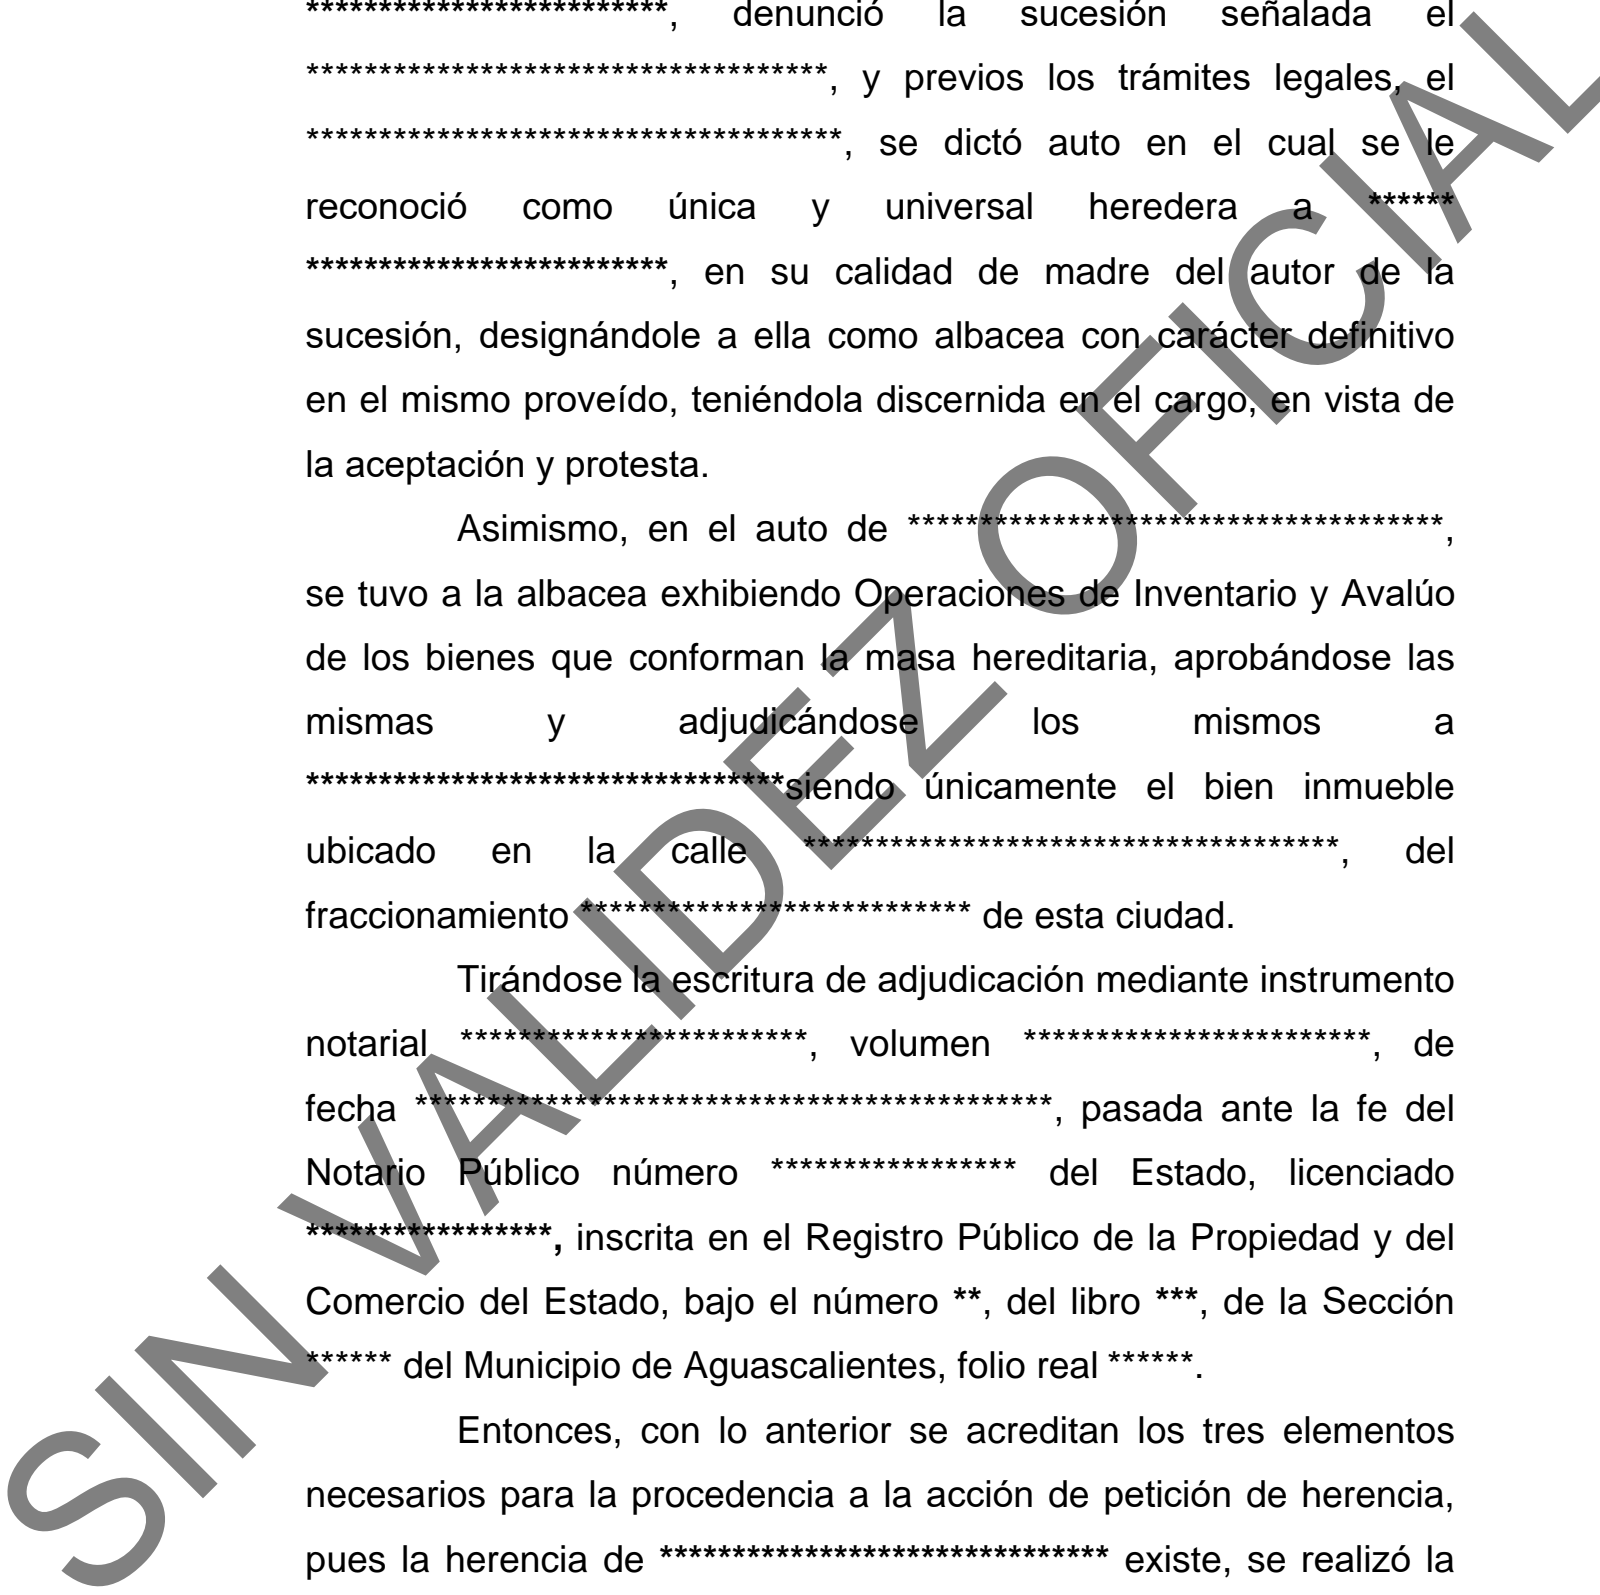 *************************, denunció la sucesión señalada el
************************************, y previos los trámites legales, el
*************************************, se dictó auto en el cual se le
reconoció como única y universal heredera a ******
*************************, en su calidad de madre del autor de la
sucesión, designándole a ella como albacea con carácter definitivo
en el mismo proveído, teniéndola discernida en el cargo, en vista de
la aceptación y protesta.
Asimismo, en el auto de *************************************,
se tuvo a la albacea exhibiendo Operaciones de Inventario y Avalúo
de los bienes que conforman la masa hereditaria, aprobándose las
mismas y adjudicándose los mismos a
*********************************siendo únicamente el bien inmueble
ubicado en la calle *************************************, del
fraccionamiento *************************** de esta ciudad.
Tirándose la escritura de adjudicación mediante instrumento
notarial ************************, volumen ************************, de
fecha ********************************************, pasada ante la fe del
Notario Público número ***************** del Estado, licenciado
*****************, inscrita en el Registro Público de la Propiedad y del
Comercio del Estado, bajo el número **, del libro ***, de la Sección
****** del Municipio de Aguascalientes, folio real ******.
Entonces, con lo anterior se acreditan los tres elementos
necesarios para la procedencia a la acción de petición de herencia,
pues la herencia de ******************************* existe, se realizó la
SIN VALIDEZ OFICIAL